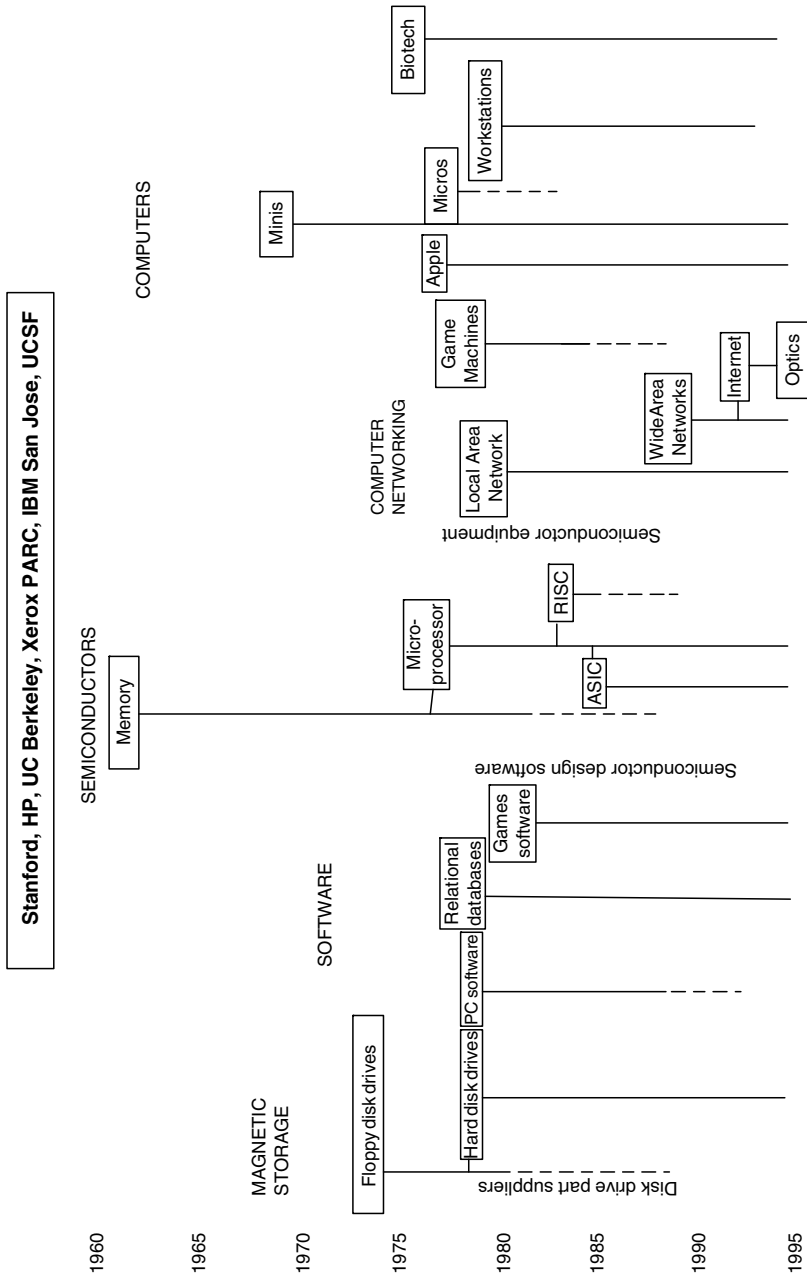 Stanford, HP, UC Berkeley, Xerox PARC, IBM San Jose, UCSF
MAGNETIC
STORAGE
SOFTWARE
SEMICONDUCTORS
COMPUTER
NETWORKING
COMPUTERS
1960
1965
1970
1975
1980
1985
1990
1995
Floppy disk drives
Hard disk drives
Disk drive part suppliers
PC software
Relational
databases
Games
software
Semiconductor design software
Memory
Micro-
processor
ASIC
RISC
Semiconductor equipment
Local Area
Network
WideArea
Networks
Internet
Optics
Game
Machines
Apple
Minis
Micros
Workstations
Biotech